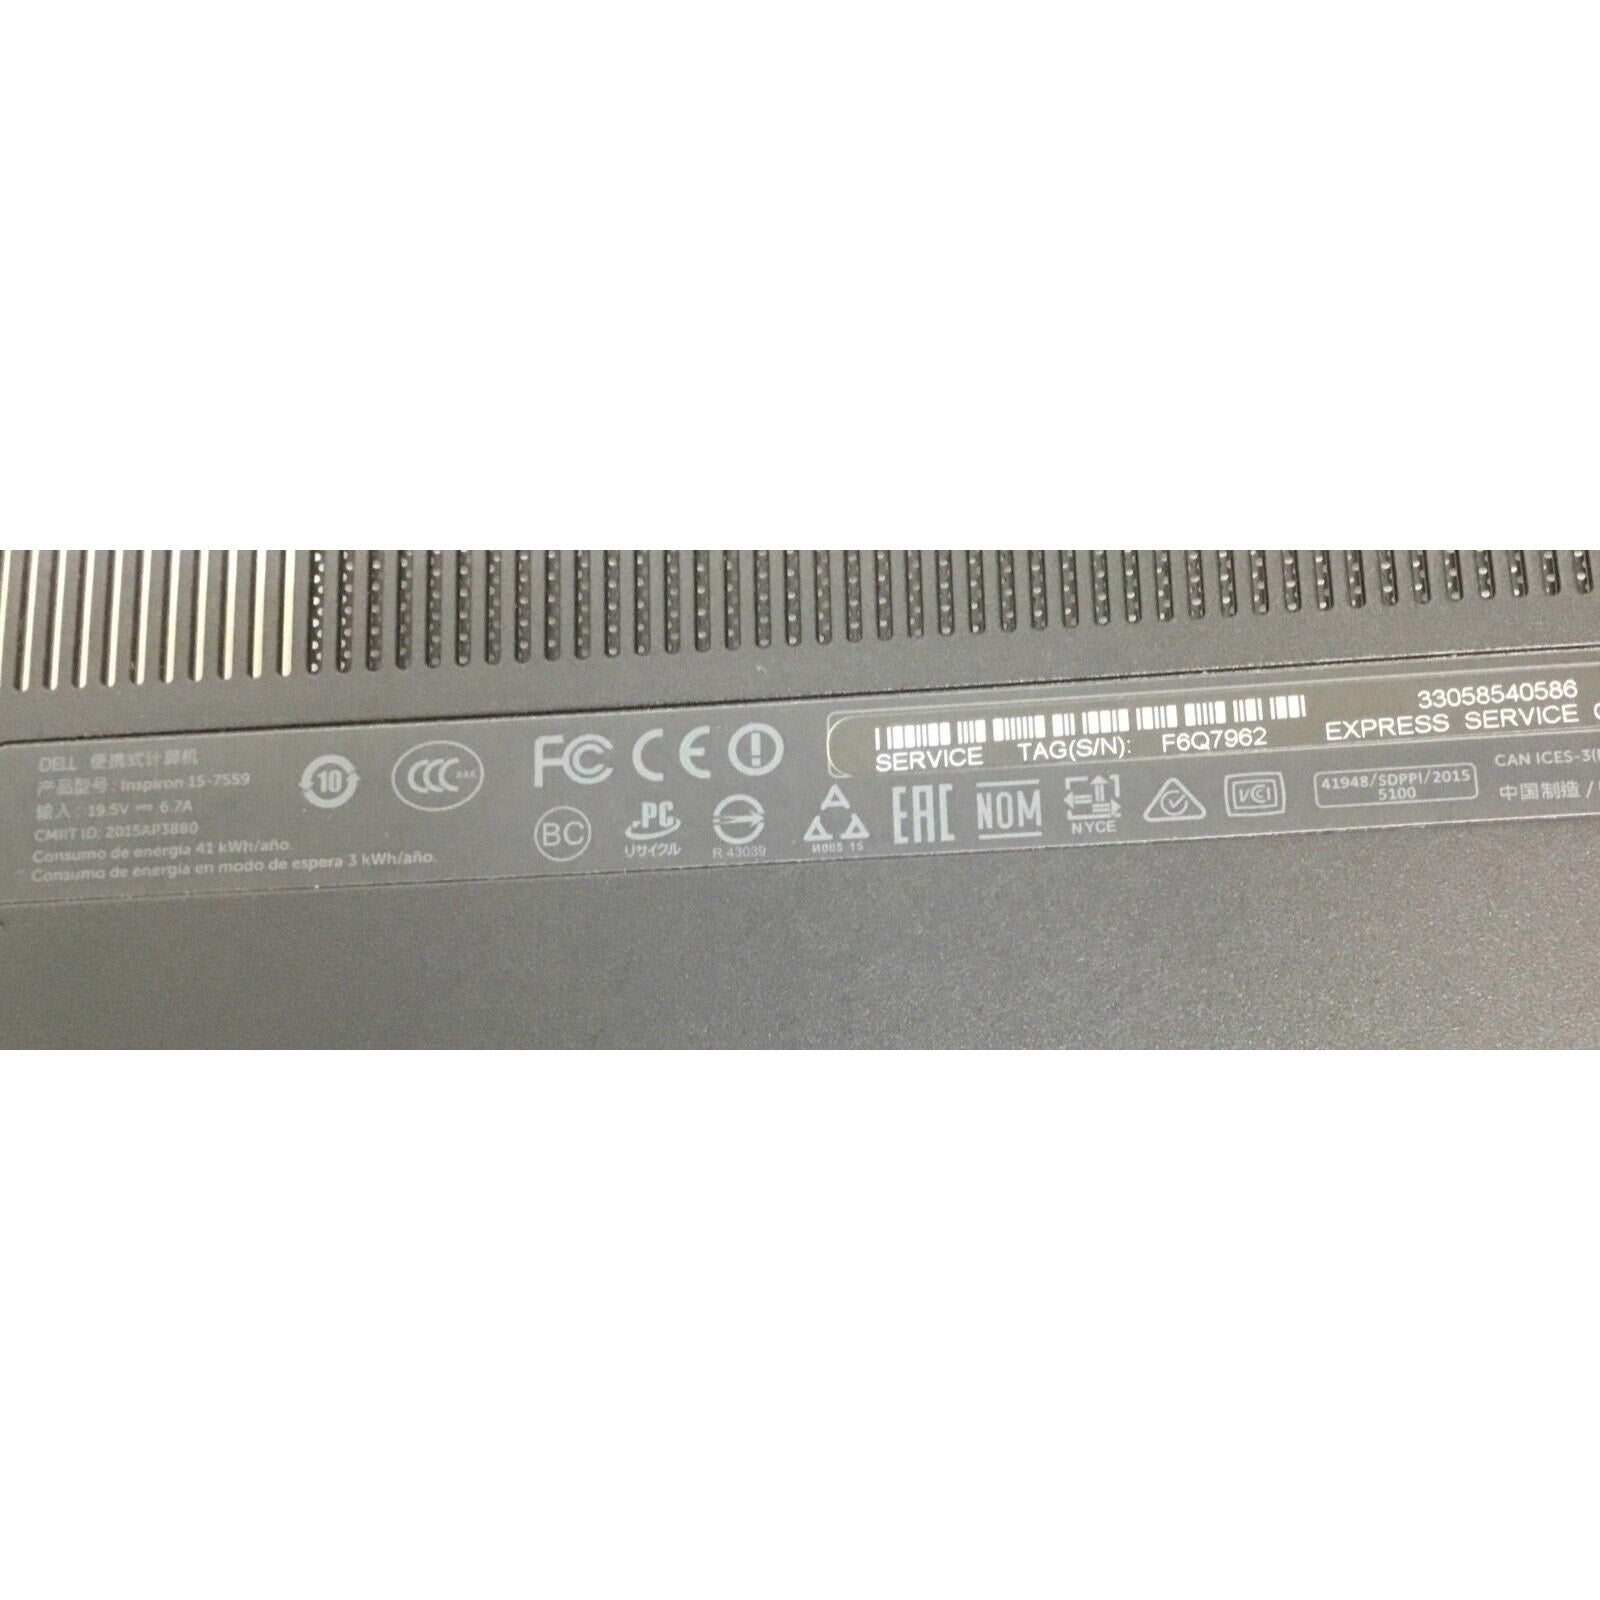 DELL 便携式计算机
产品型号: Inspiron 15-7559
输入: 19.5V ⎓ 6.7A
CMIIT ID: 2015AP3880
Consumo de energía 41 kWh/año.
Consumo de energía en modo de espera 3 kWh/año.
10
CCC
FC CE
BC
PC
リサイクル
R 43039
И005 15
SERVICE TAG(S/N): F6Q7962
33058540586
EXPRESS SERVICE
EAC
NOM
NYCE
VCCI
41948/SDPPI/2015
5100
CAN ICES-3(
中国制造 /